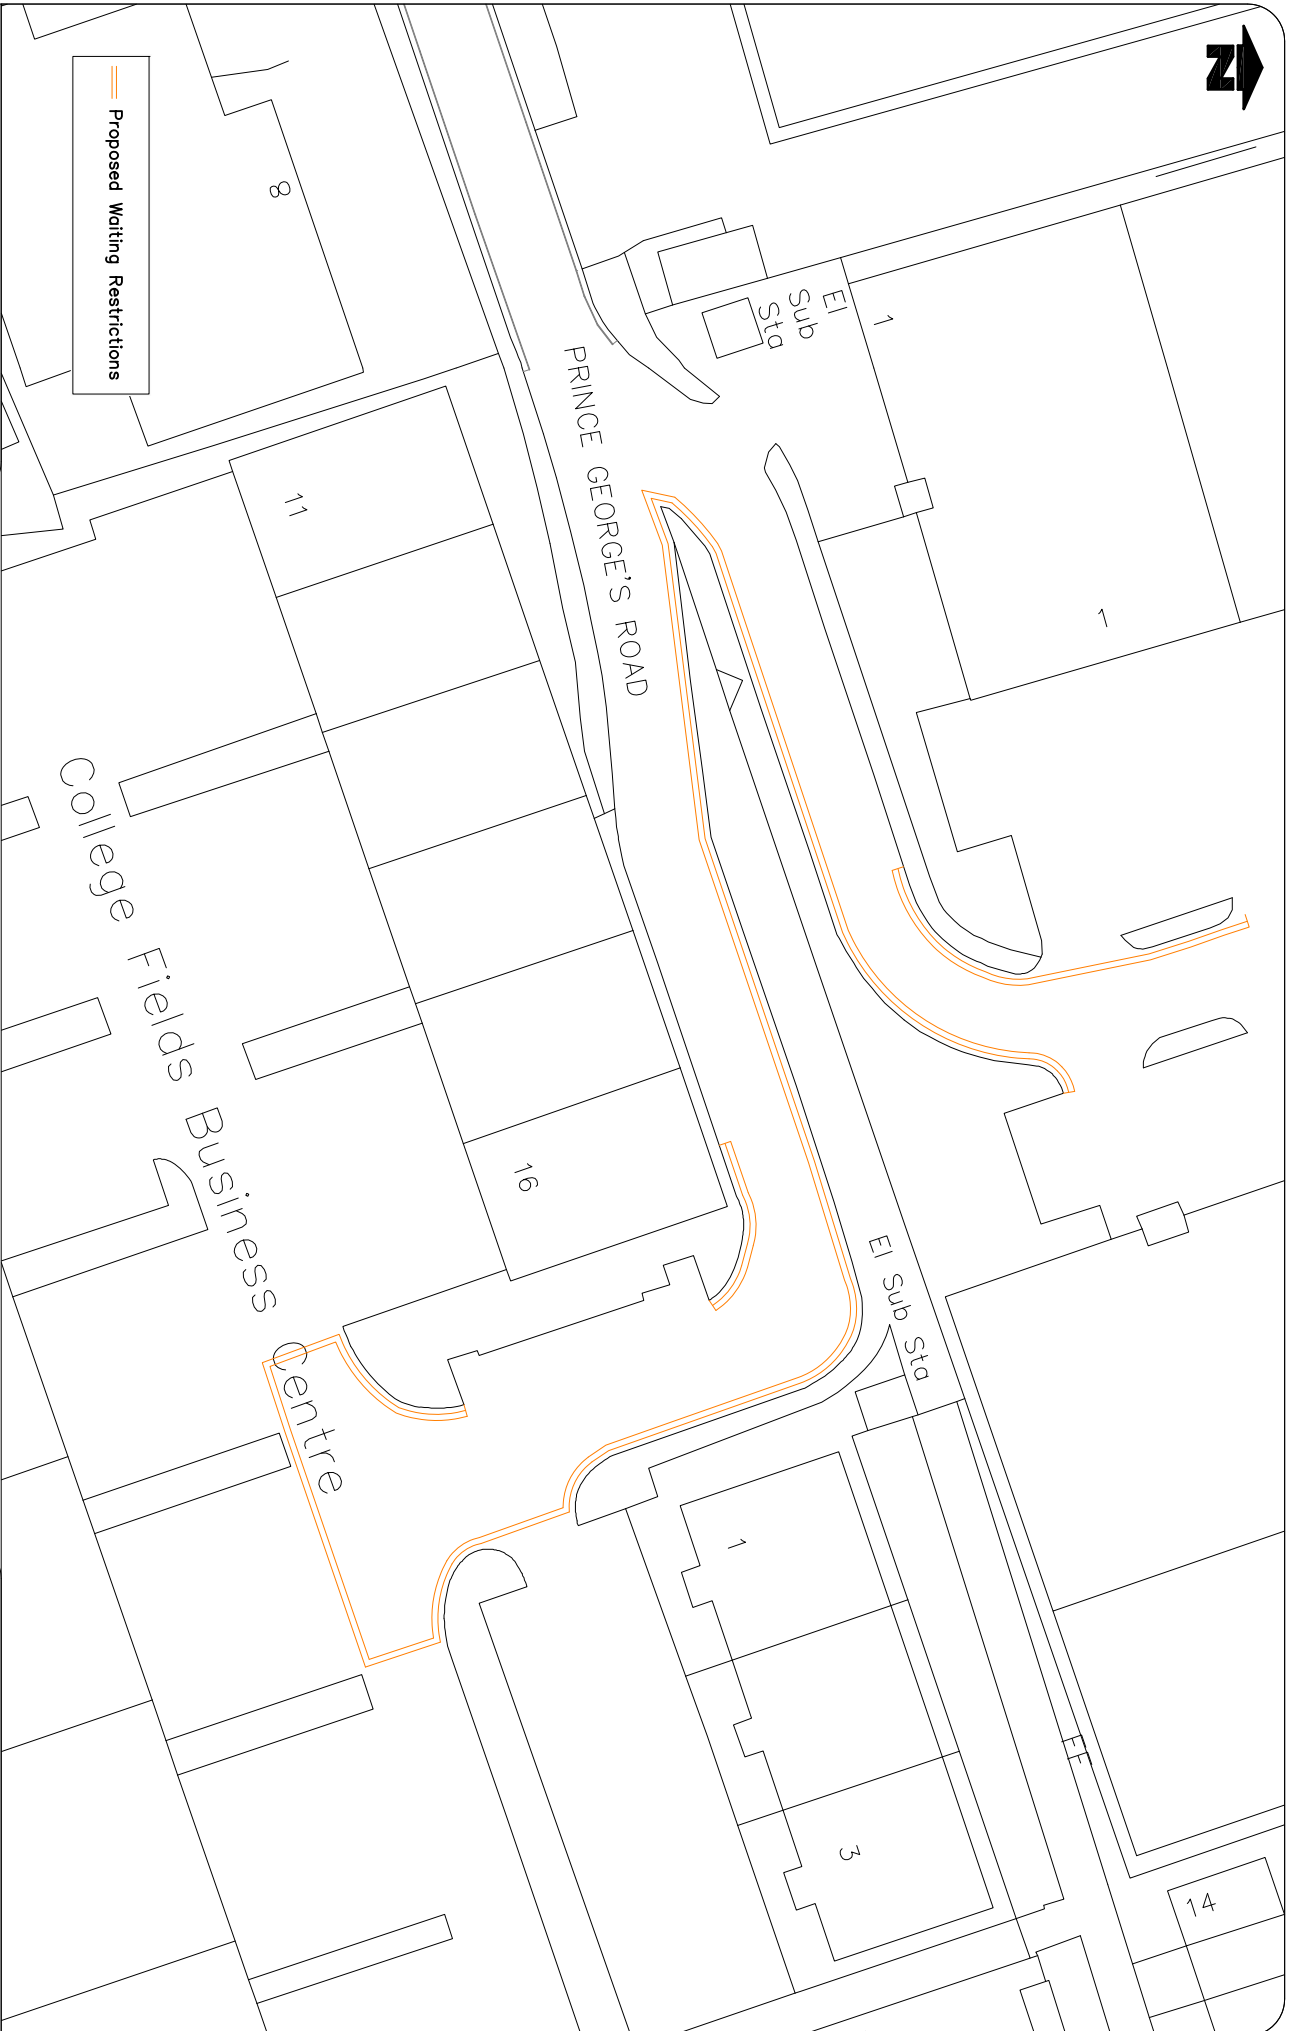 N
1
El
Sub
Sta
1
8
Proposed Waiting Restrictions
PRINCE GEORGE'S ROAD
11
College Fields Business Centre
16
El Sub Sta
1
3
14